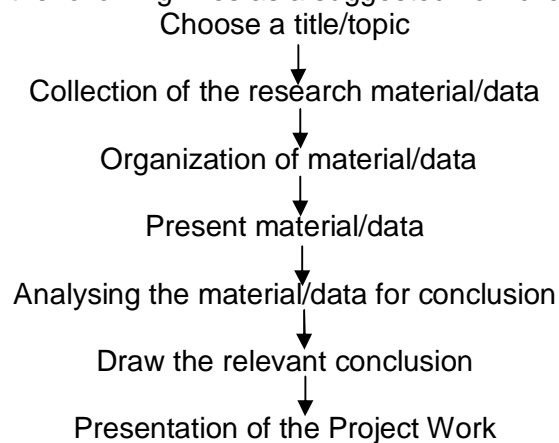 Choose a title/topic
Collection of the research material/data
Organization of material/data
Present material/data
Analysing the material/data for conclusion
Draw the relevant conclusion
Presentation of the Project Work